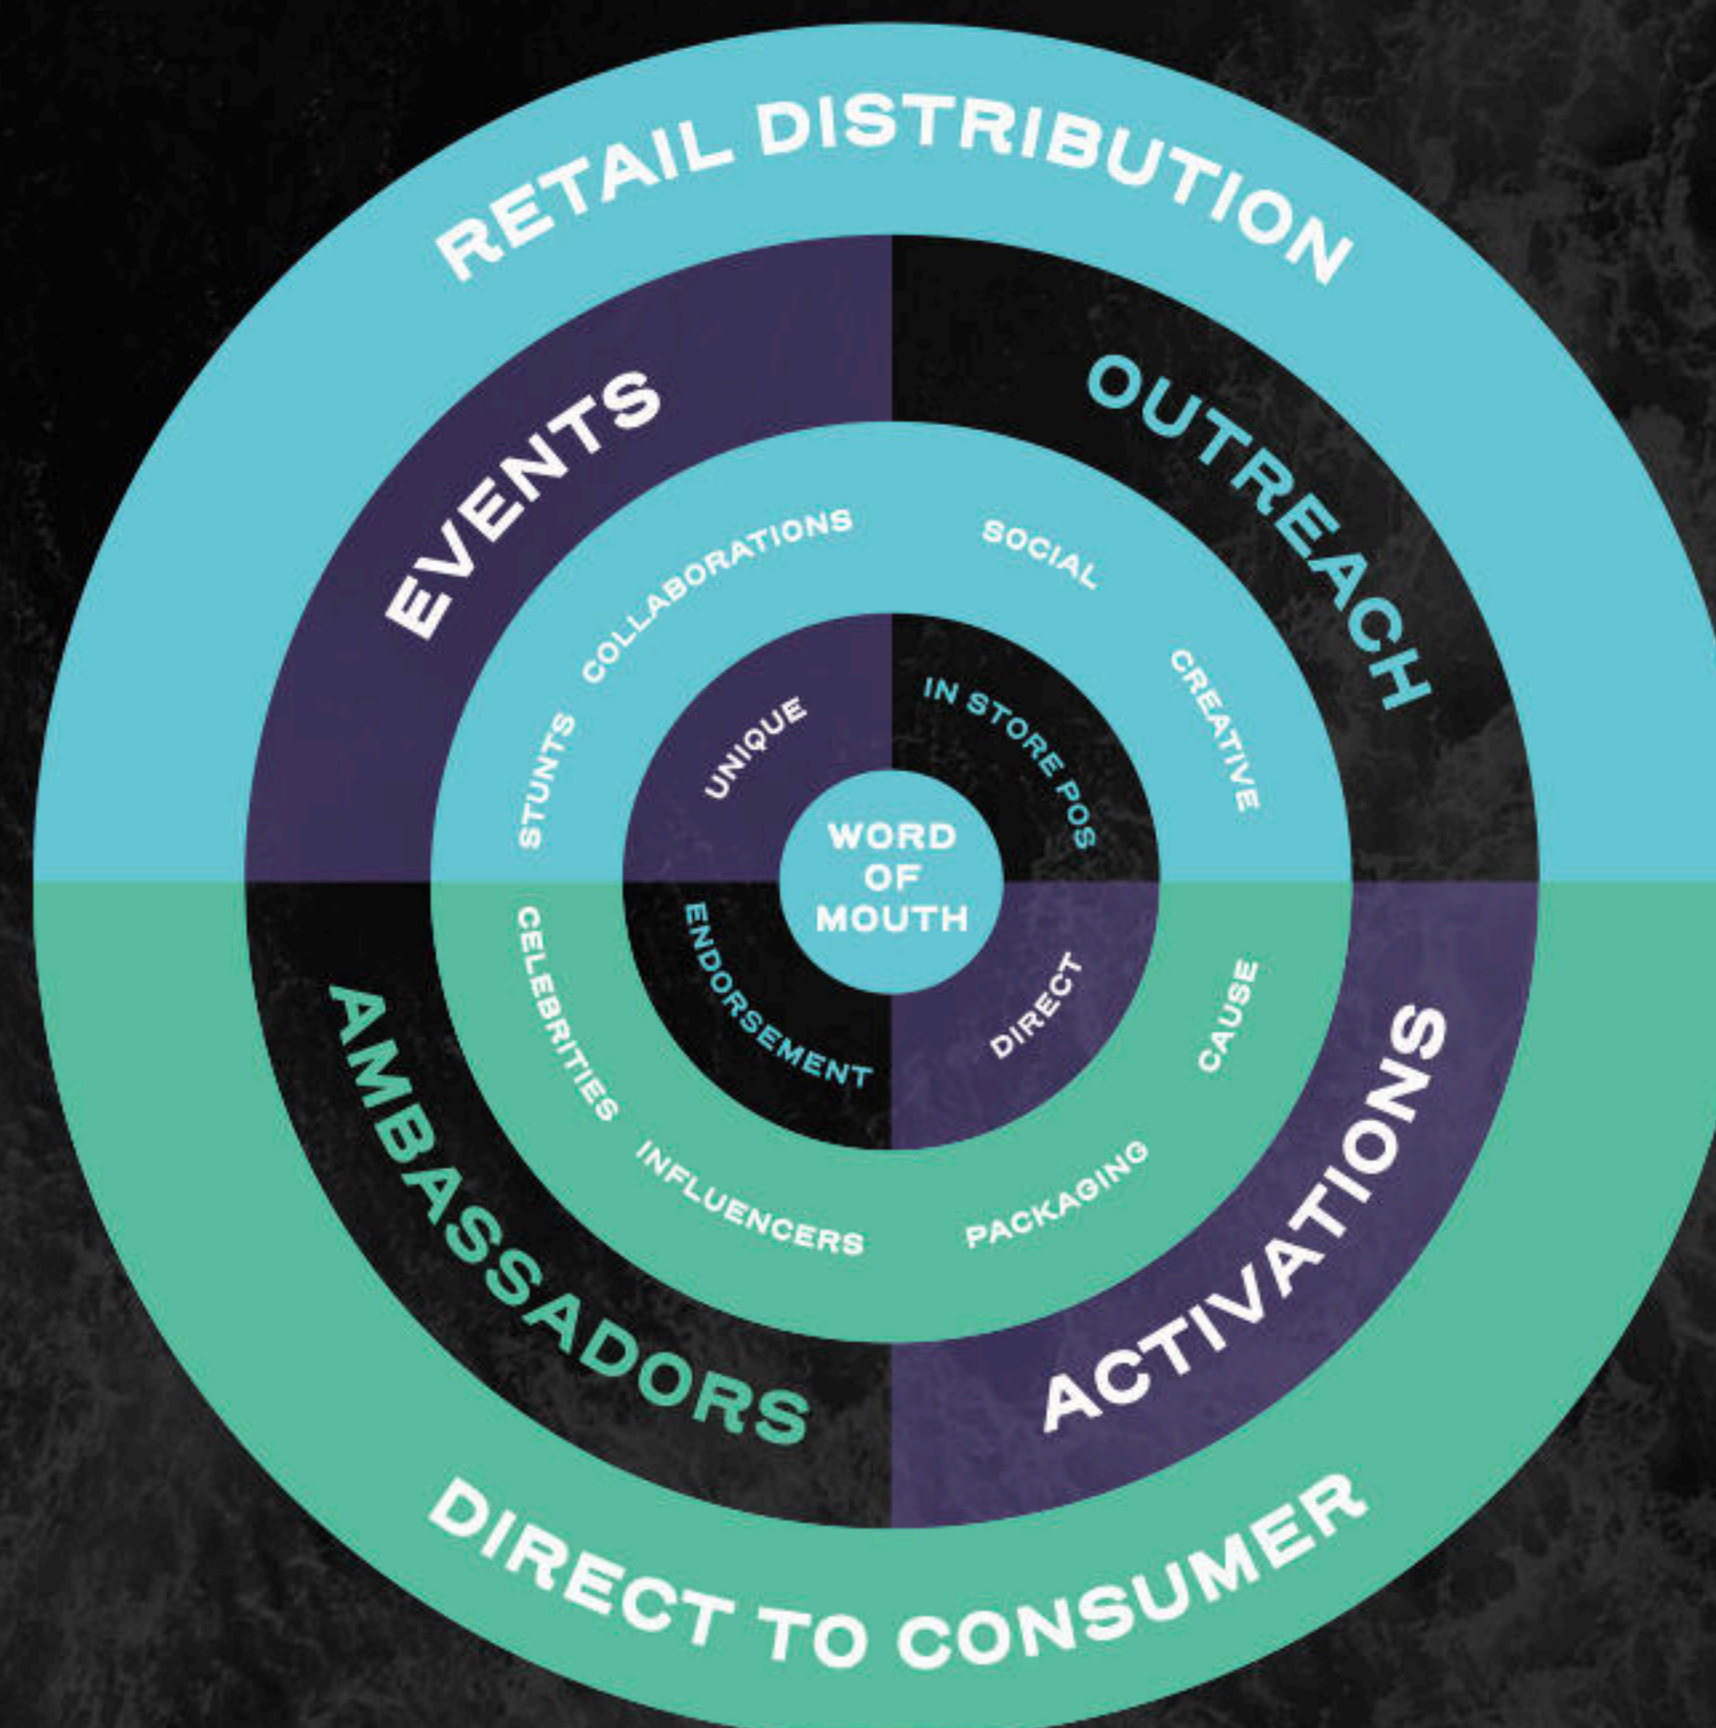 RETAIL DISTRIBUTION
EVENTS
OUTREACH
COLLABORATIONS
SOCIAL
STUNTS
CREATIVE
UNIQUE
IN STORE POS
WORD
OF
MOUTH
ENDORSEMENT
DIRECT
CELEBRITIES
CAUSE
INFLUENCERS
PACKAGING
AMBASSADORS
ACTIVATIONS
DIRECT TO CONSUMER